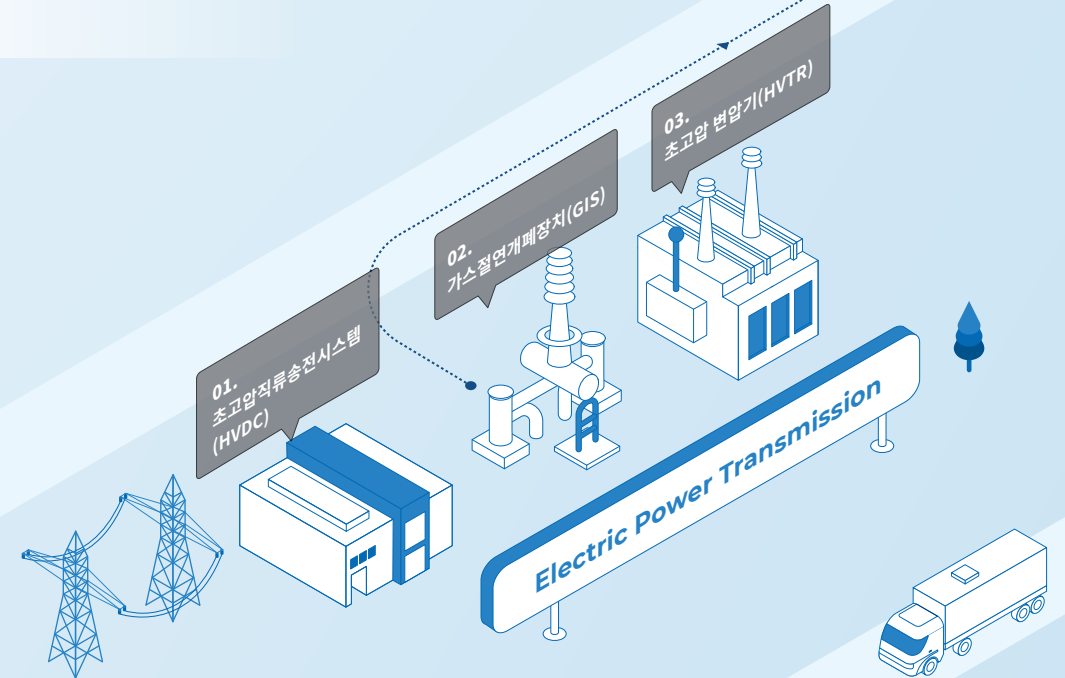 01.
초고압직류송전시스템
(HVDC)
02.
가스절연개폐장치(GIS)
03.
초고압 변압기(HVTR)
Electric Power Transmission